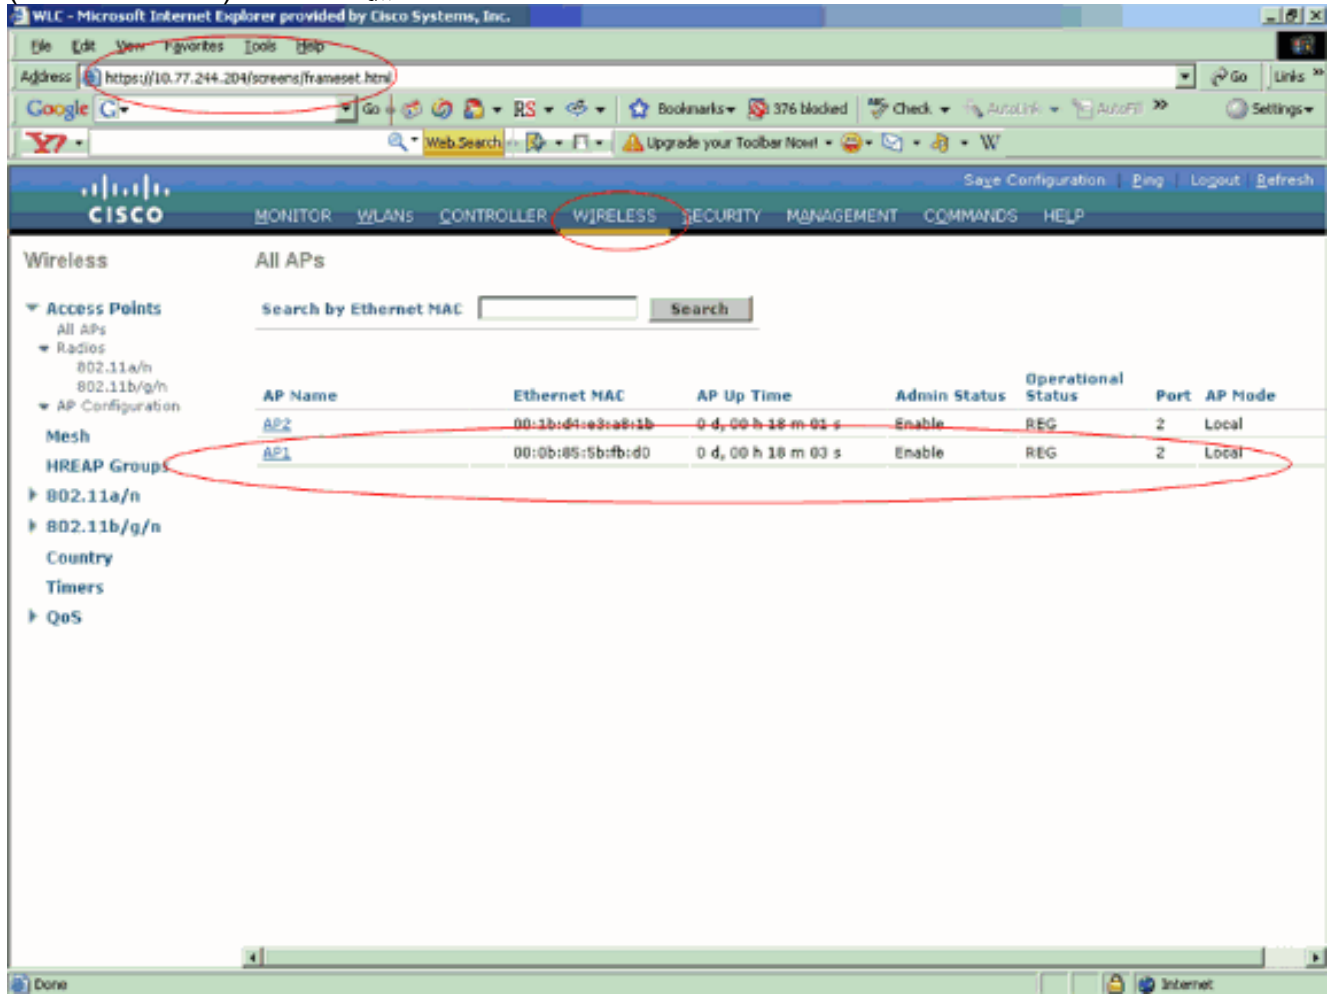 WLC - Microsoft Internet Explorer provided by Cisco Systems, Inc.
File Edit View Favorites Tools Help
Address https://10.77.244.204/screens/frameset.html Go Links »
Google G Go RS Bookmarks 376 blocked Check AutoLink AutoFill » Settings
Y7 Web Search Upgrade your Toolbar Now! W
Save Configuration | Ping | Logout | Refresh
CISCO MONITOR WLANs CONTROLLER WIRELESS SECURITY MANAGEMENT COMMANDS HELP
Wireless
Access Points
All APs
Radios
802.11a/n
802.11b/g/n
AP Configuration
Mesh
HREAP Groups
802.11a/n
802.11b/g/n
Country
Timers
QoS
All APs
Search by Ethernet MAC Search
AP Name Ethernet MAC AP Up Time Admin Status Operational Status Port AP Mode
AP2 00:1b:d4:e3:a8:1b 0 d, 00 h 18 m 01 s Enable REG 2 Local
AP1 00:0b:85:5b:fb:d0 0 d, 00 h 18 m 03 s Enable REG 2 Local
Done Internet